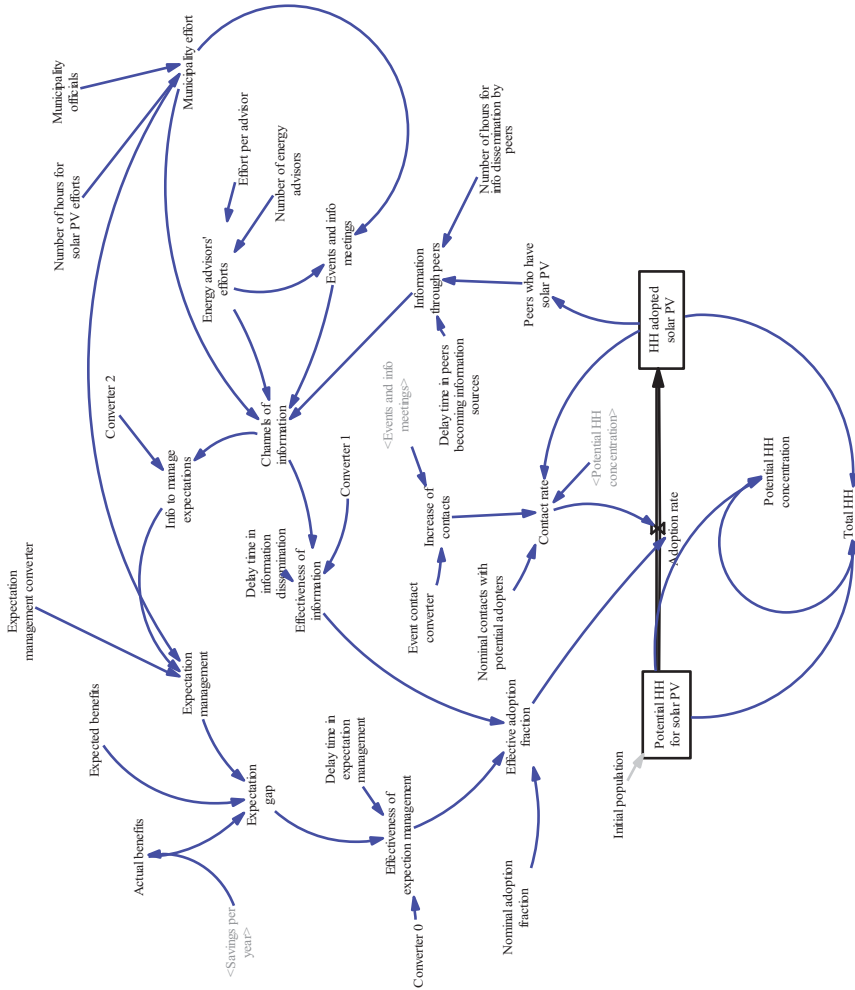 Expectation
management converter
Expected benefits
Actual benefits
<Savings per
year>
Converter 2
Number of hours for
solar PV efforts
Municipality
officials
Info to manage
expectations
Expectation
management
Municipality effort
Expectation
gap
Energy advisors'
efforts
Effort per advisor
Number of energy
advisors
Channels of
information
Delay time in
information
dissemination
Effectiveness of
information
Converter 1
Events and info
meetings
Delay time in
expectation
management
Effectiveness of
expection management
Converter 0
<Events and info
meetings>
Information
through peers
Delay time in peers
becoming information
sources
Number of hours for
info dissemination by
peers
Event contact
converter
Increase of
contacts
Nominal contacts with
potential adopters
Nominal adoption
fraction
Effective adoption
fraction
Contact rate
Peers who have
solar PV
<Potential HH
concentration>
Initial population
Potential HH
for solar PV
Adoption rate
HH adopted
solar PV
Potential HH
concentration
Total HH